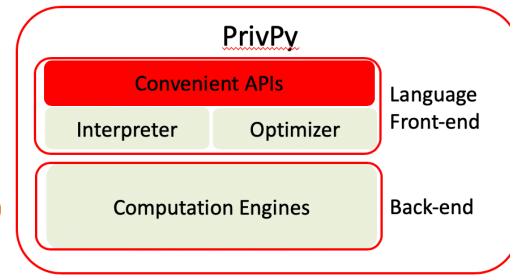 PrivPy
Convenient APIs
Interpreter
Optimizer
Language
Front-end
Computation Engines
Back-end